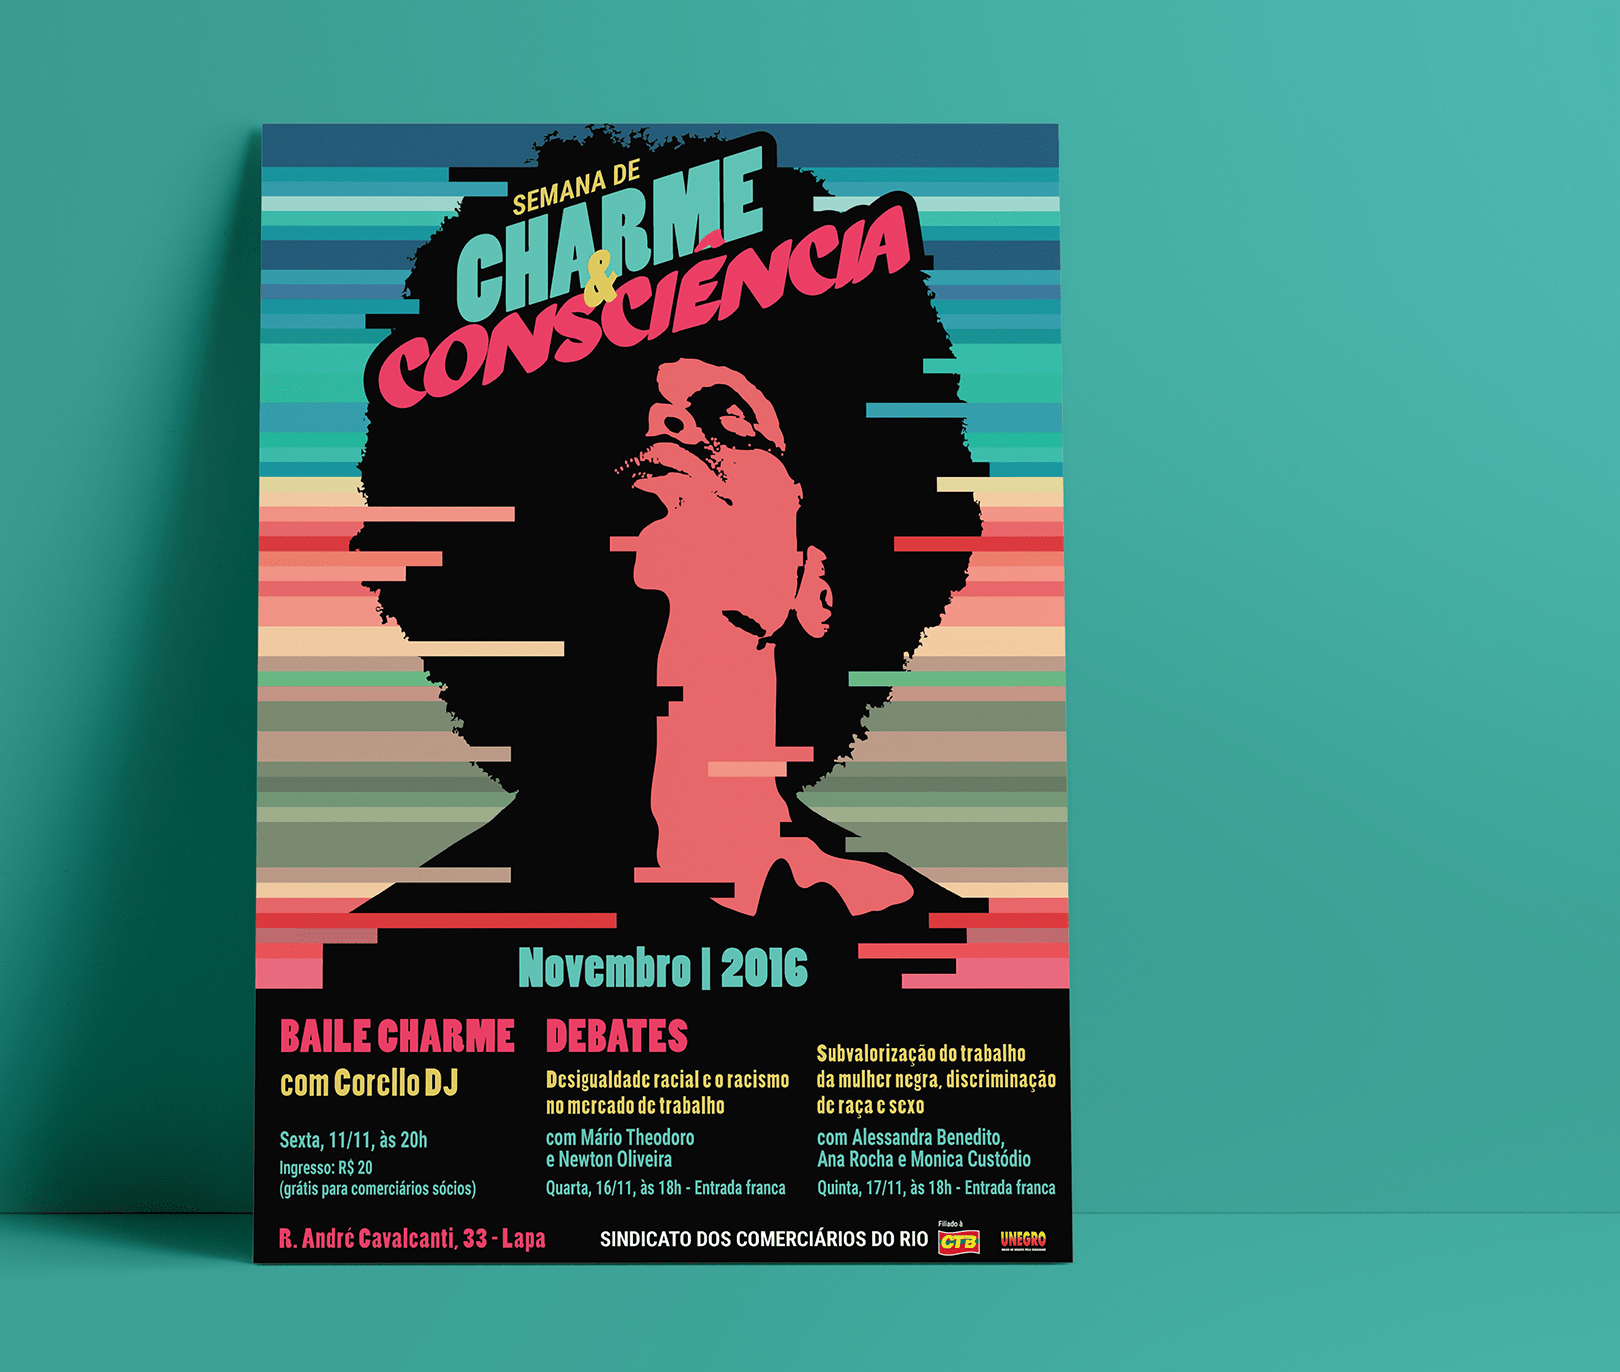 SEMANA DE
CHARME
&
CONSCIÊNCIA
Novembro | 2016
BAILE CHARME
com Corello DJ
Sexta, 11/11, às 20h
Ingresso: R$ 20
(grátis para comerciários sócios)
DEBATES
Desigualdade racial e o racismo
no mercado de trabalho
com Mário Theodoro
e Newton Oliveira
Quarta, 16/11, às 18h - Entrada franca
Subvalorização do trabalho
da mulher negra, discriminação
de raça e sexo
com Alessandra Benedito,
Ana Rocha e Monica Custódio
Quinta, 17/11, às 18h - Entrada franca
R. André Cavalcanti, 33 - Lapa
SINDICATO DOS COMERCIÁRIOS DO RIO
Filiado à
CTB
UNEGRO